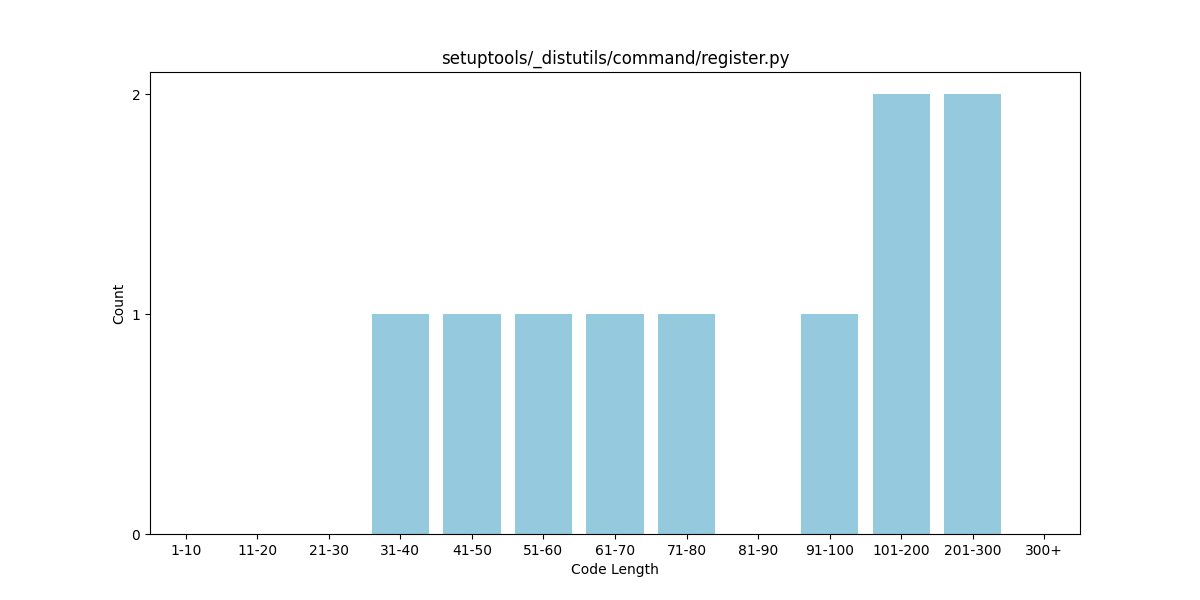 setuptools/_distutils/command/register.py
Count
2
1
0
1-10 11-20 21-30 31-40 41-50 51-60 61-70 71-80 81-90 91-100 101-200 201-300 300+
Code Length